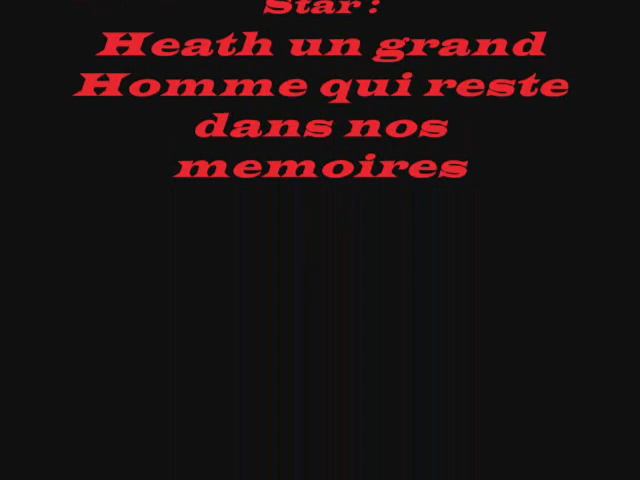 Star :
Heath un grand
Homme qui reste
dans nos
memoires